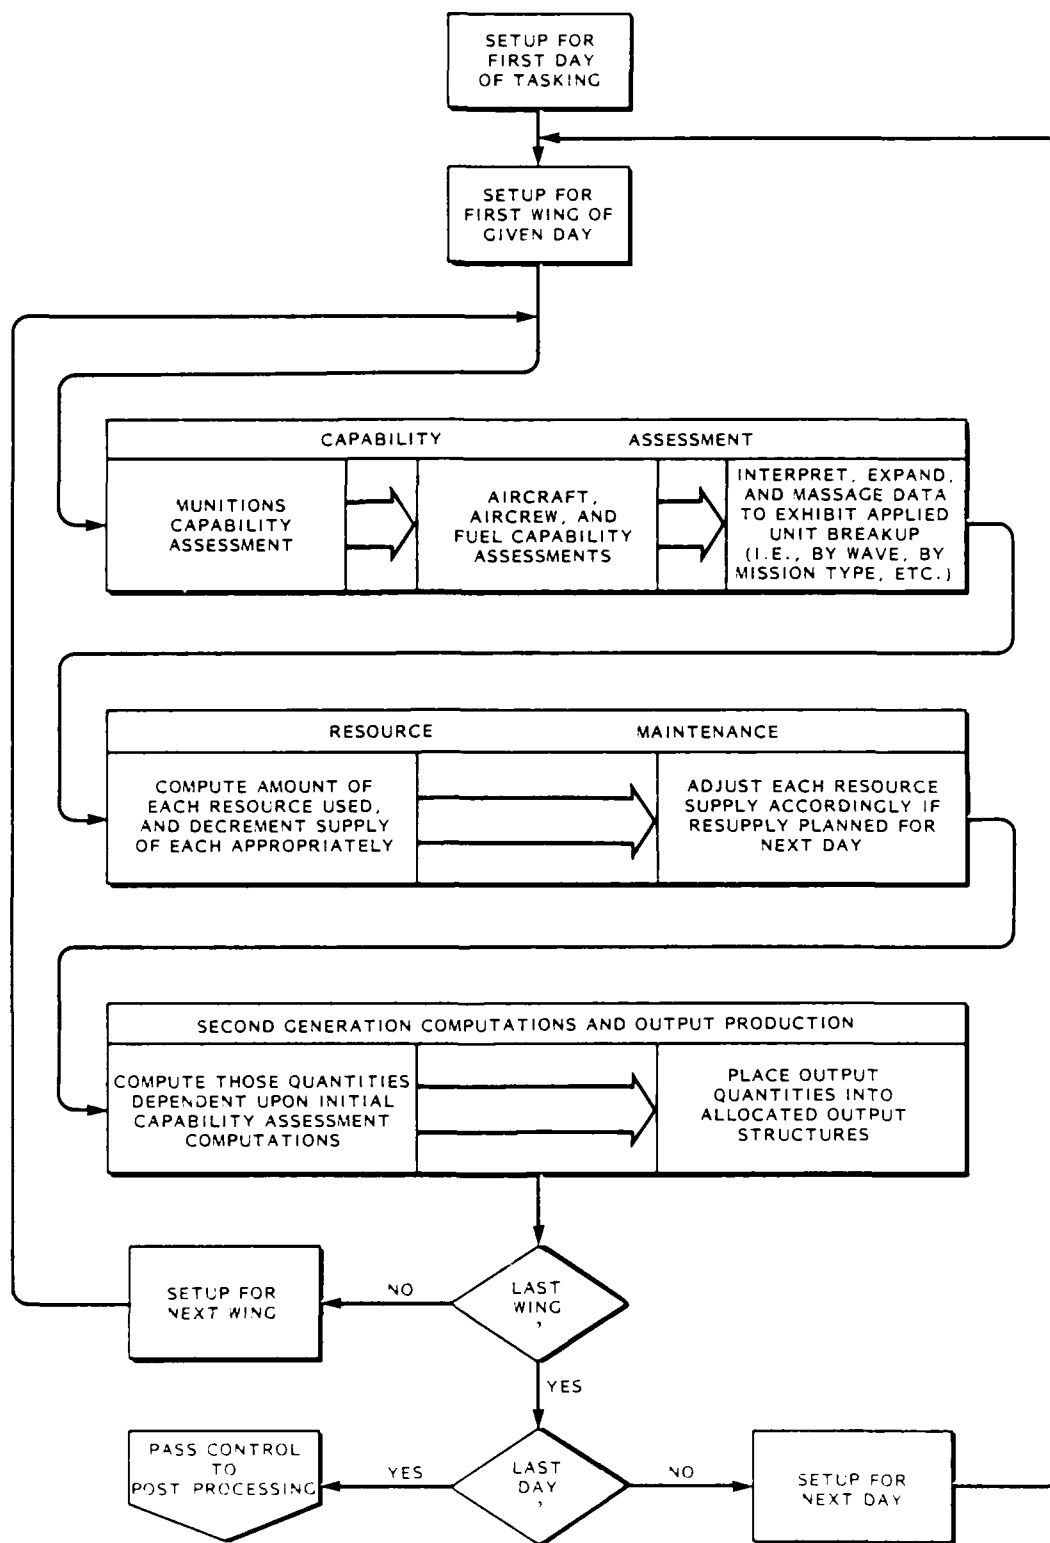 SETUP FOR
FIRST DAY
OF TASKING
SETUP FOR
FIRST WING OF
GIVEN DAY
CAPABILITY ASSESSMENT
MUNITIONS
CAPABILITY
ASSESSMENT
AIRCRAFT,
AIRCREW, AND
FUEL CAPABILITY
ASSESSMENTS
INTERPRET, EXPAND,
AND MASSAGE DATA
TO EXHIBIT APPLIED
UNIT BREAKUP
(I.E., BY WAVE, BY
MISSION TYPE, ETC.)
RESOURCE MAINTENANCE
COMPUTE AMOUNT OF
EACH RESOURCE USED,
AND DECREMENT SUPPLY
OF EACH APPROPRIATELY
ADJUST EACH RESOURCE
SUPPLY ACCORDINGLY IF
RESUPPLY PLANNED FOR
NEXT DAY
SECOND GENERATION COMPUTATIONS AND OUTPUT PRODUCTION
COMPUTE THOSE QUANTITIES
DEPENDENT UPON INITIAL
CAPABILITY ASSESSMENT
COMPUTATIONS
PLACE OUTPUT
QUANTITIES INTO
ALLOCATED OUTPUT
STRUCTURES
SETUP FOR
NEXT WING
NO
LAST
WING
?
YES
PASS CONTROL
TO
POST PROCESSING
YES
LAST
DAY
?
NO
SETUP FOR
NEXT DAY